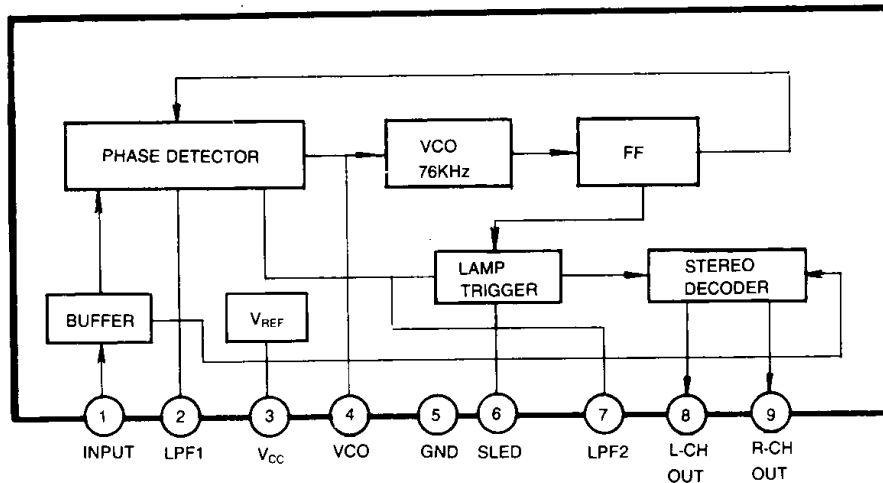 PHASE DETECTOR
VCO
76KHz
FF
LAMP
TRIGGER
STEREO
DECODER
BUFFER
VREF
1
2
3
4
5
6
7
8
9
INPUT
LPF1
VCC
VCO
GND
SLED
LPF2
L-CH
OUT
R-CH
OUT